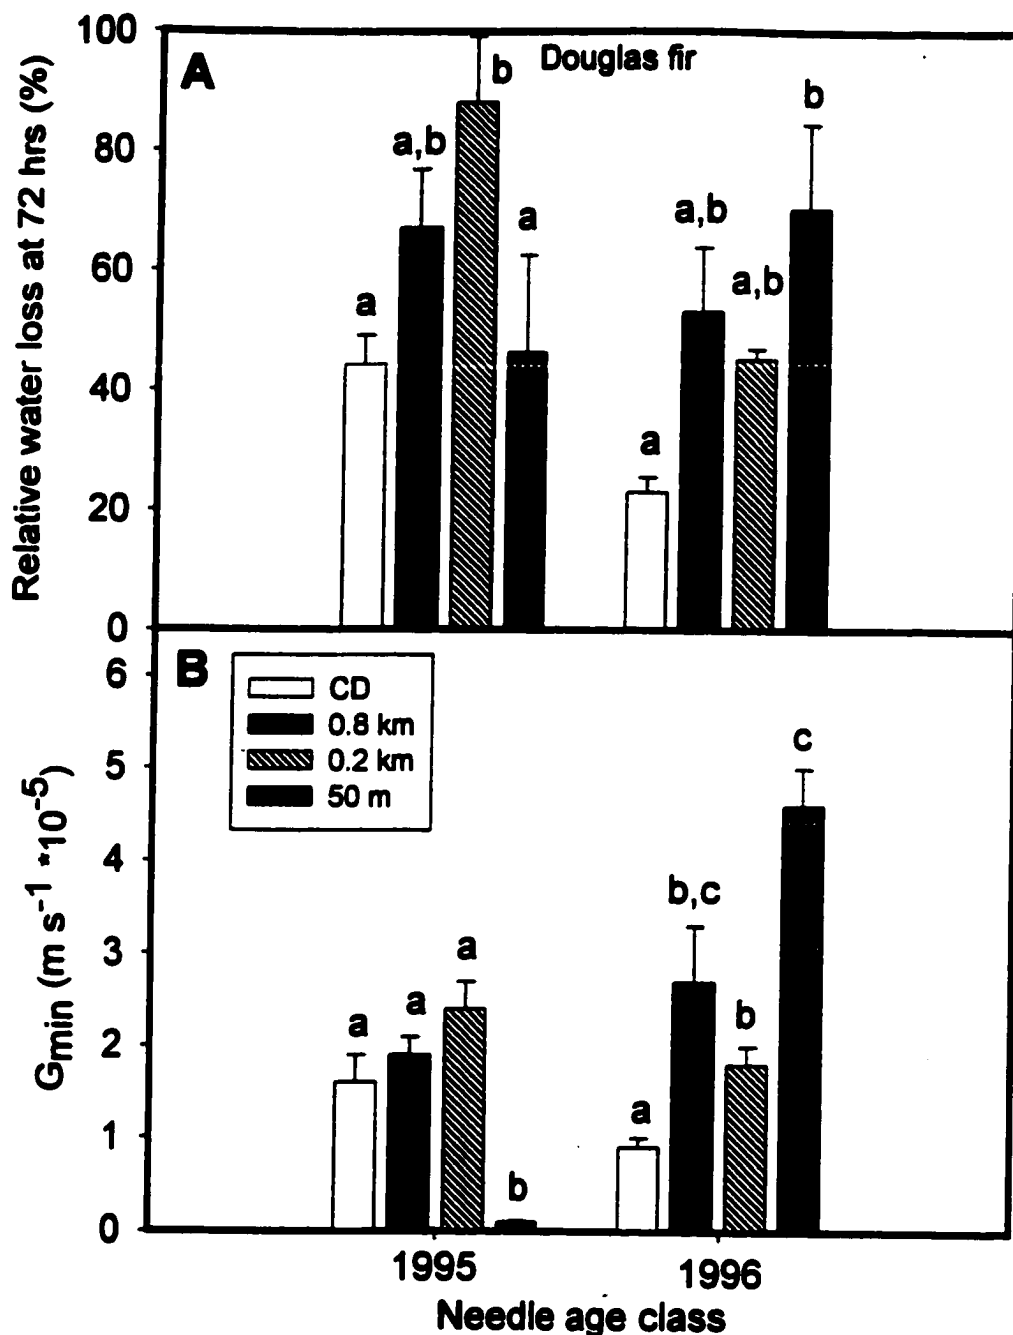 A
Douglas fir
Relative water loss at 72 hrs (%)
100
80
60
40
20
0
a
a,b
b
a
a
a,b
a,b
b
B
CD
0.8 km
0.2 km
50 m
Gmin (m s-1 *10-5)
6
5
4
3
2
1
0
a
a
a
b
a
b,c
b
c
1995
1996
Needle age class